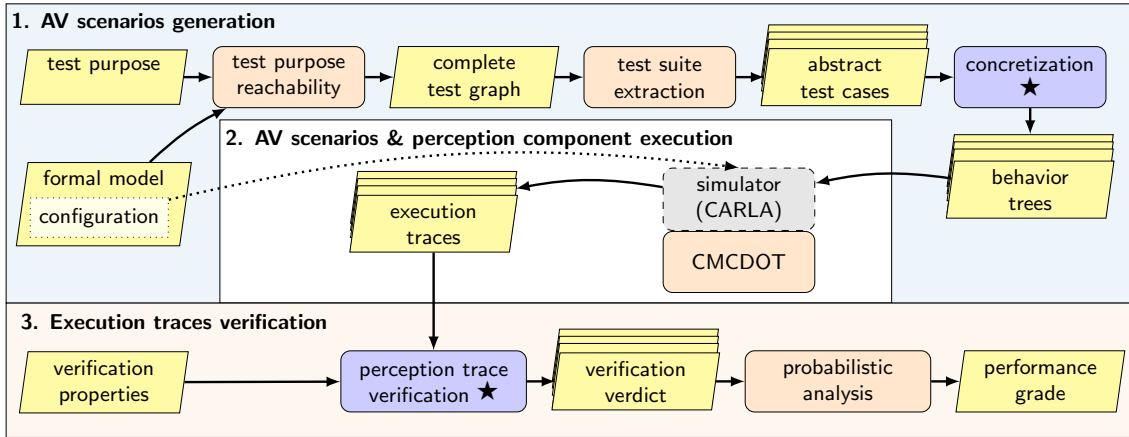 1. AV scenarios generation
test purpose
test purpose
reachability
complete
test graph
test suite
extraction
abstract
test cases
concretization
★
2. AV scenarios & perception component execution
formal model
configuration
execution
traces
simulator
(CARLA)
CMCDOT
behavior
trees
3. Execution traces verification
verification
properties
perception trace
verification ★
verification
verdict
probabilistic
analysis
performance
grade